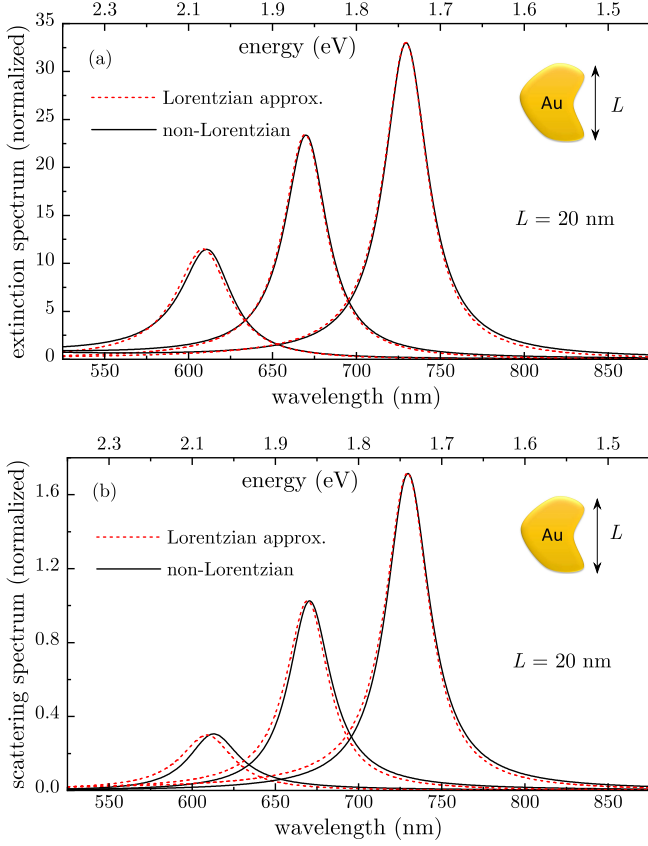 2.3 2.1 2.0 1.9 1.8 1.7 1.6 1.5
energy (eV)
(a)
Lorentzian approx.
non-Lorentzian
Au
L
L = 20 nm
extinction spectrum (normalized)
35
30
25
20
15
10
5
0
550 600 650 700 750 800 850
wavelength (nm)
2.3 2.1 2.0 1.9 1.8 1.7 1.6 1.5
energy (eV)
(b)
Lorentzian approx.
non-Lorentzian
Au
L
L = 20 nm
scattering spectrum (normalized)
1.6
1.2
0.8
0.4
0.0
550 600 650 700 750 800 850
wavelength (nm)